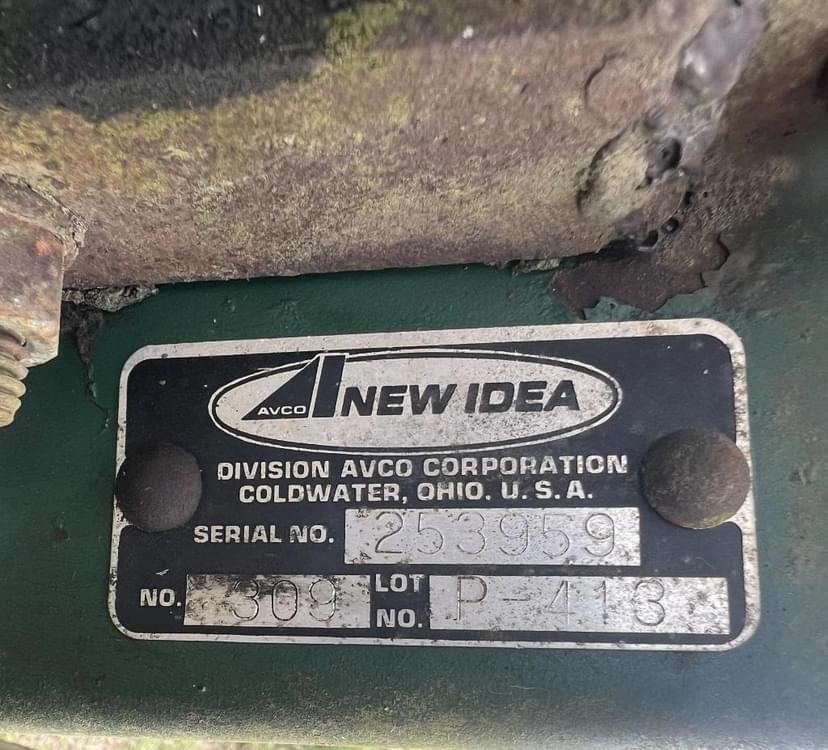 AVCO NEW IDEA
DIVISION AVCO CORPORATION
COLDWATER, OHIO. U.S.A.
SERIAL NO. 253959
NO. 309 LOT NO. P-413